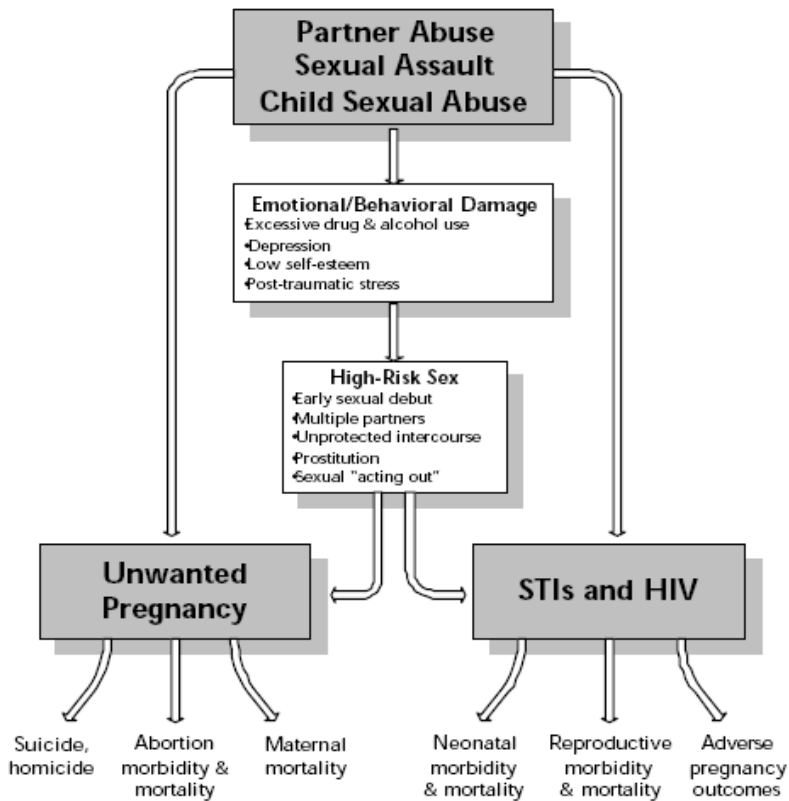 Partner Abuse
Sexual Assault
Child Sexual Abuse
Emotional/Behavioral Damage
•Excessive drug & alcohol use
•Depression
•Low self-esteem
•Post-traumatic stress
High-Risk Sex
•Early sexual debut
•Multiple partners
•Unprotected intercourse
•Prostitution
•Sexual "acting out"
Unwanted
Pregnancy
STIs and HIV
Suicide,
homicide
Abortion
morbidity &
mortality
Maternal
mortality
Neonatal
morbidity
& mortality
Reproductive
morbidity
& mortality
Adverse
pregnancy
outcomes